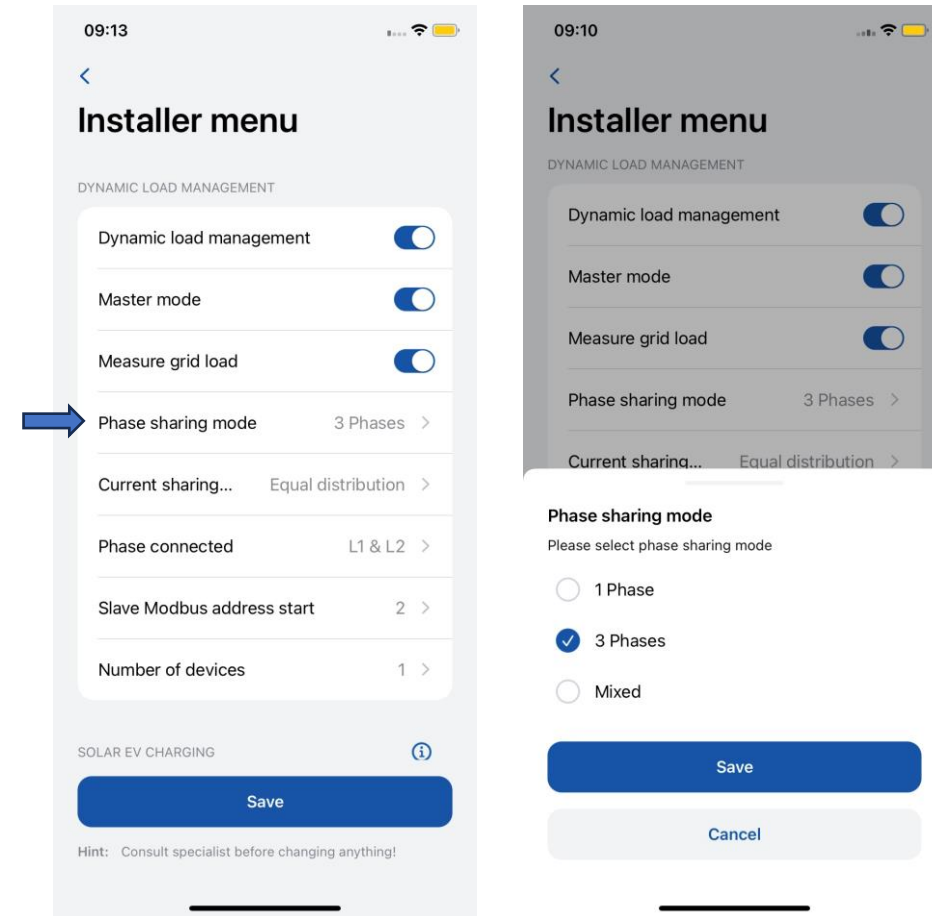 09:13
Installer menu
DYNAMIC LOAD MANAGEMENT
Dynamic load management
Master mode
Measure grid load
Phase sharing mode 3 Phases
Current sharing... Equal distribution
Phase connected L1 & L2
Slave Modbus address start 2
Number of devices 1
SOLAR EV CHARGING
Save
Hint: Consult specialist before changing anything!
09:10
Installer menu
DYNAMIC LOAD MANAGEMENT
Dynamic load management
Master mode
Measure grid load
Phase sharing mode 3 Phases
Current sharing... Equal distribution
Phase sharing mode
Please select phase sharing mode
1 Phase
3 Phases
Mixed
Save
Cancel